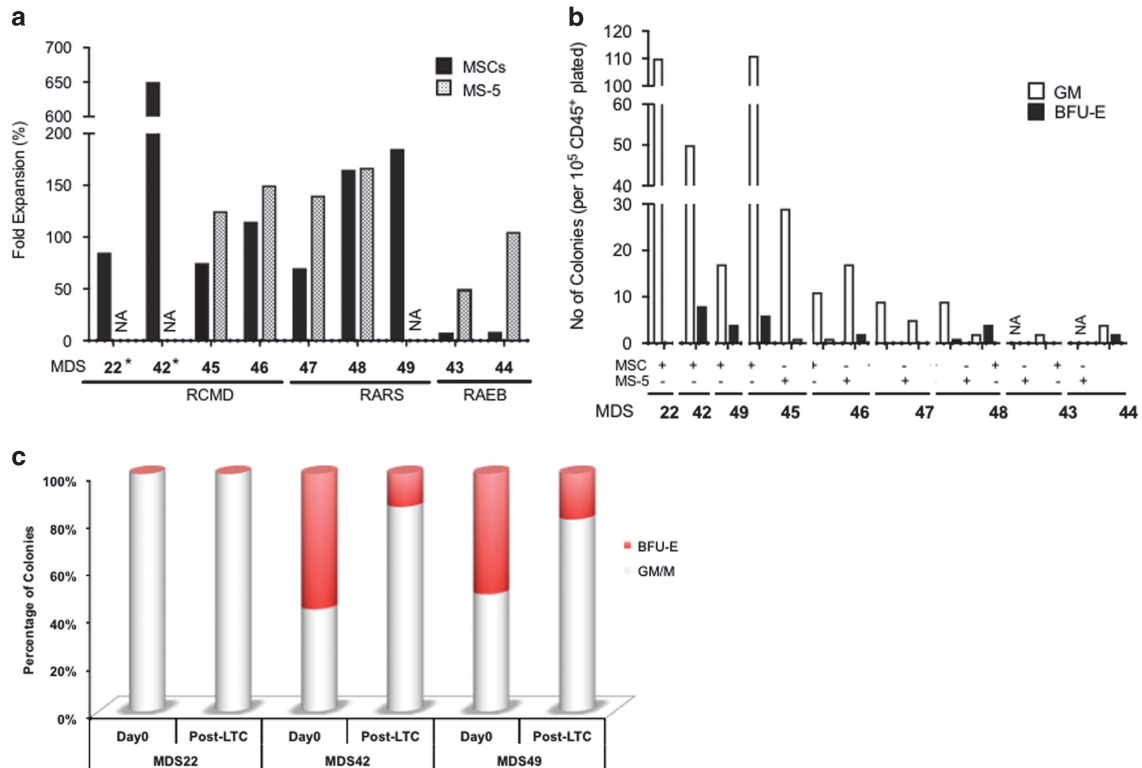 a
Fold Expansion (%)
700
650
600
200
150
100
50
0
MSCs
MS-5
NA
NA
NA
MDS 22* 42* 45 46 47 48 49 43 44
RCMD RARS RAEB
b
No of Colonies (per 10⁵ CD45⁺ plated)
120
110
100
60
50
40
30
20
10
0
GM
BFU-E
NA
NA
MSC + + + + - + - - - + - + - -
MS-5 - - - - + - + + + - + - +
MDS 22 42 49 45 46 47 48 43 44
c
Percentage of Colonies
100%
80%
60%
40%
20%
0%
BFU-E
GM/M
Day0 Post-LTC Day0 Post-LTC Day0 Post-LTC
MDS22 MDS42 MDS49